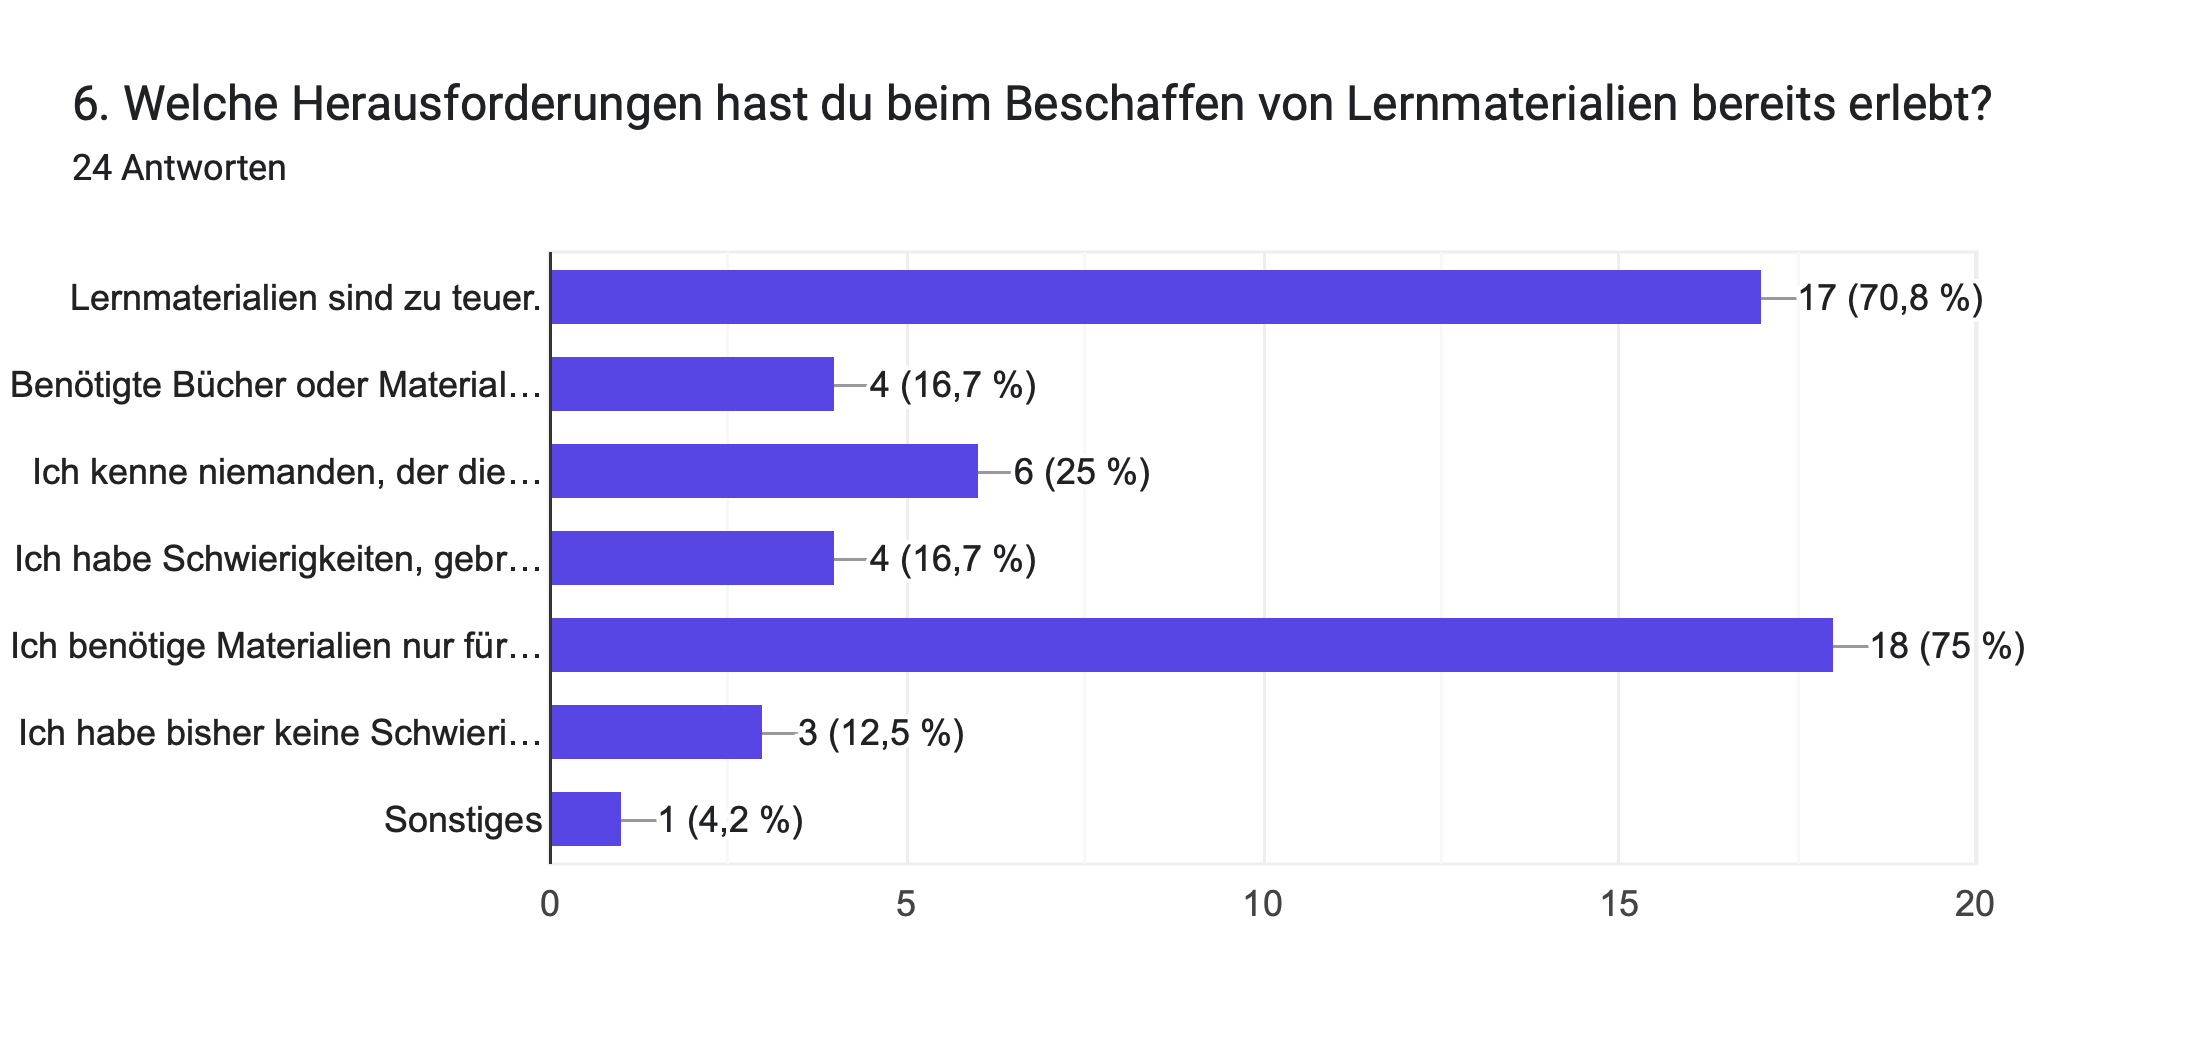 6. Welche Herausforderungen hast du beim Beschaffen von Lernmaterialien bereits erlebt?
24 Antworten
Lernmaterialien sind zu teuer. 17 (70,8 %)
Benötigte Bücher oder Material… 4 (16,7 %)
Ich kenne niemanden, der die… 6 (25 %)
Ich habe Schwierigkeiten, gebr… 4 (16,7 %)
Ich benötige Materialien nur für… 18 (75 %)
Ich habe bisher keine Schwieri… 3 (12,5 %)
Sonstiges 1 (4,2 %)
0 5 10 15 20